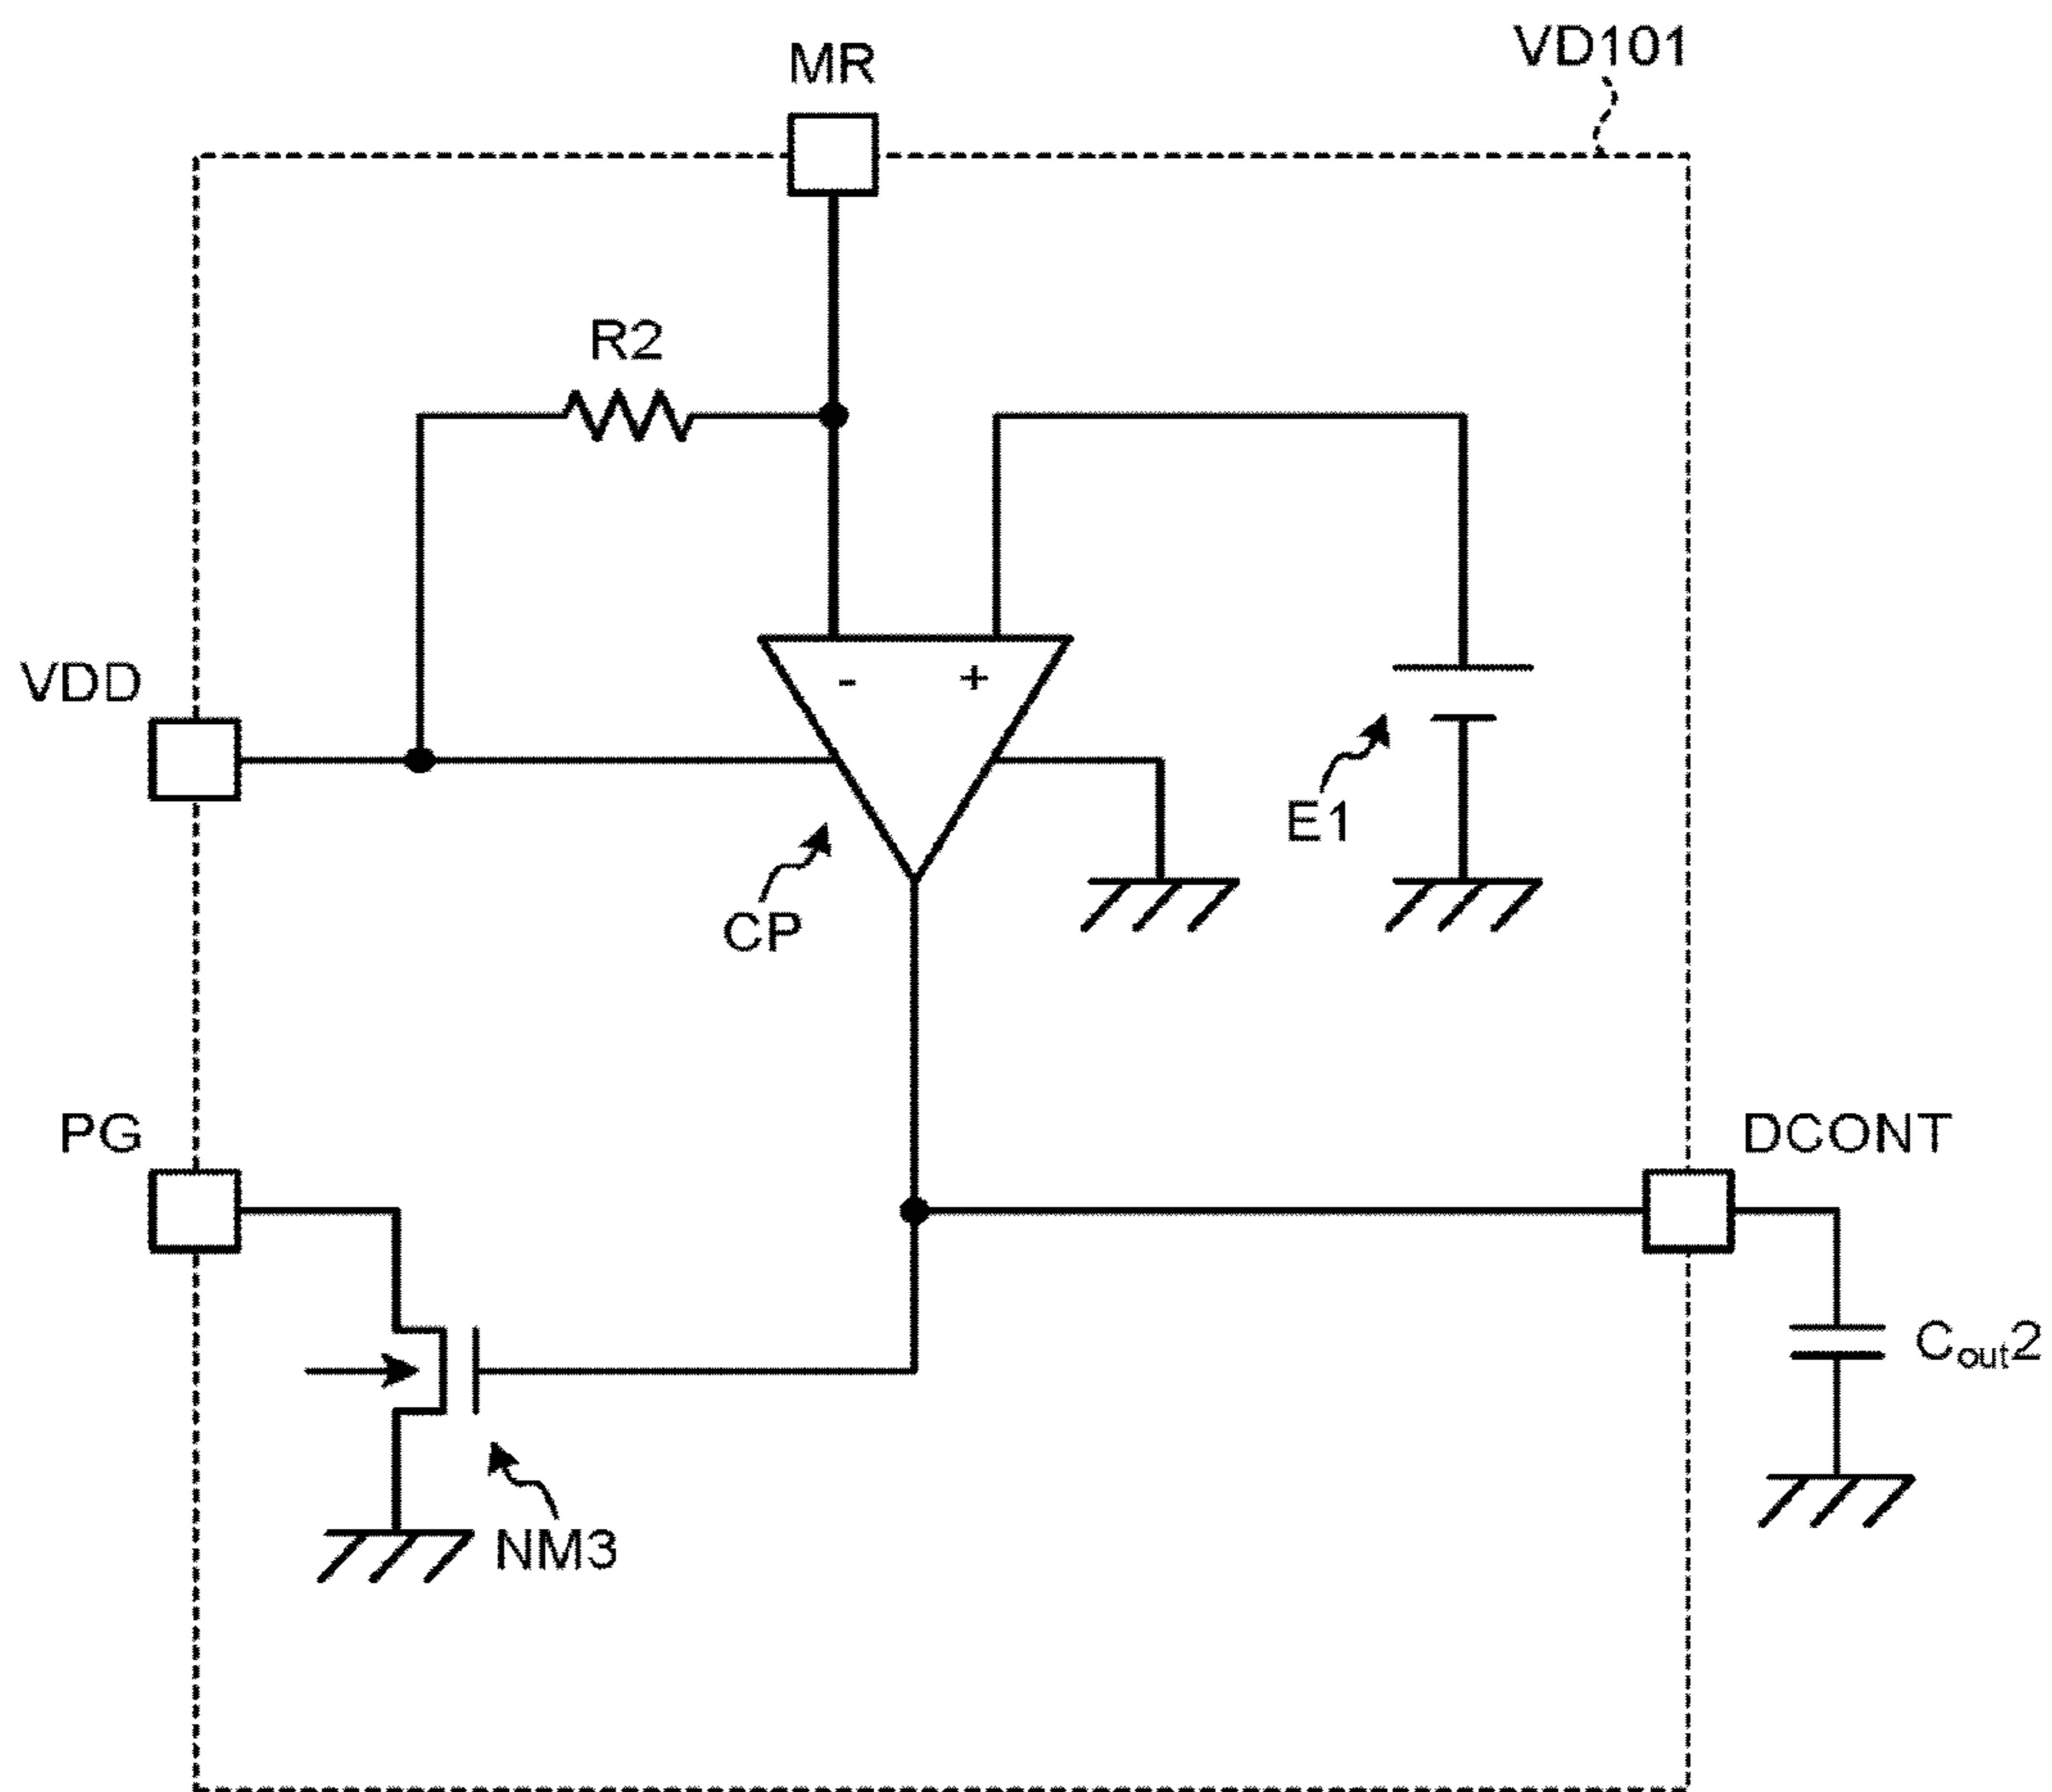 VD101
MR
R2
VDD
- +
E1
CP
PG
DCONT
Cout2
NM3